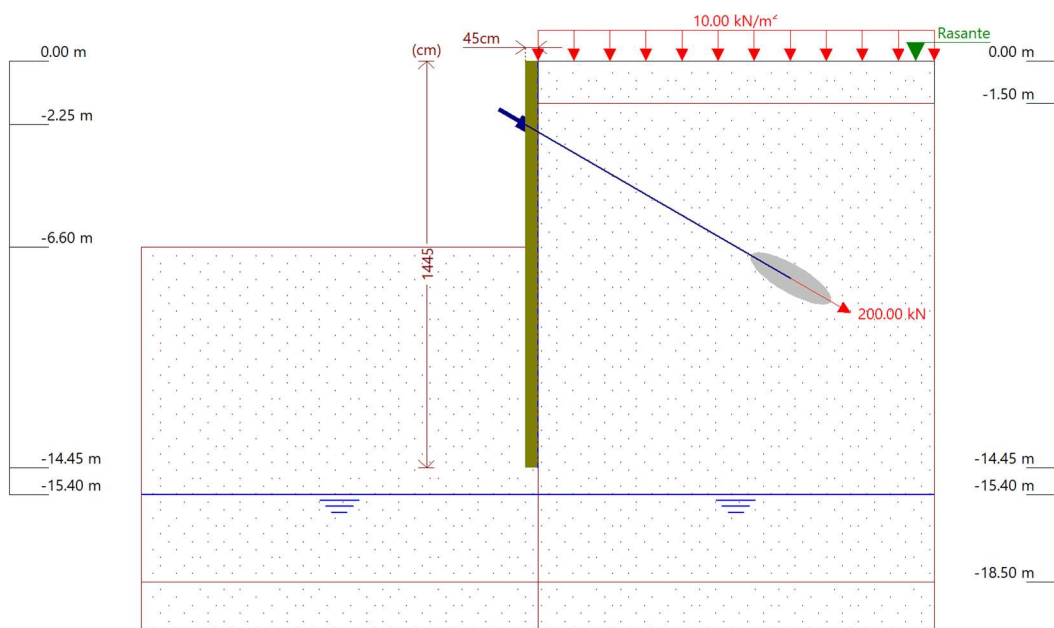 10.00 kN/m²
45cm
Rasante
0.00 m
(cm)
0.00 m
-1.50 m
-2.25 m
-6.60 m
1445
200.00 kN
-14.45 m
-14.45 m
-15.40 m
-15.40 m
-18.50 m